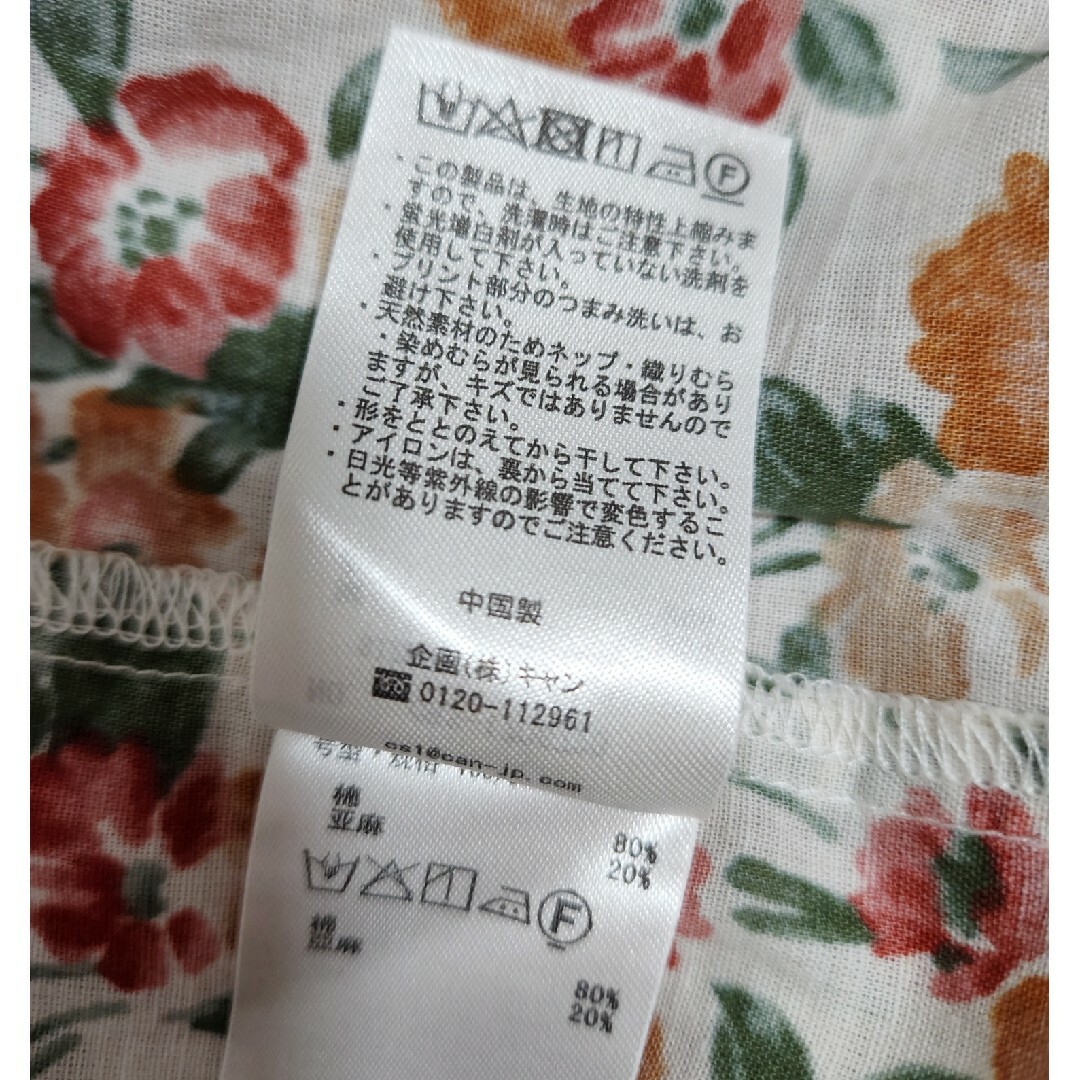 F
・この製品は、生地の特性上縮みま
すので、洗濯時はご注意下さい。
・蛍光増白剤が入っていない洗剤を
使用して下さい。
・プリント部分のつまみ洗いは、お
避け下さい。
・天然素材のためネップ・織りむら
・染めむらが見られる場合があり
ますが、キズではありませんので
ご了承下さい。
・形をととのえてから干して下さい。
・アイロンは、裏から当てて下さい。
・日光等紫外線の影響で変色するこ
とがありますのでご注意ください。
中国製
企画(株)キャン
0120-112961
cs1@can-jp.com
棉 80%
亚麻 20%
F
棉 80%
亚麻 20%